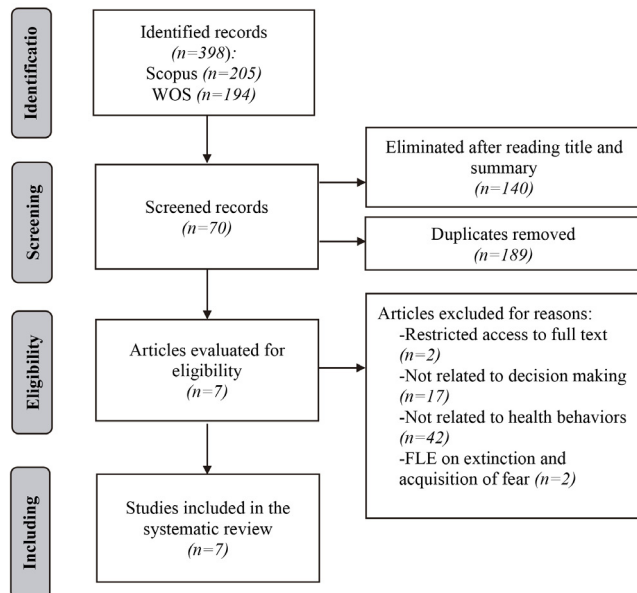 Identificatio
Identified records
(n=398):
Scopus (n=205)
WOS (n=194)
Screening
Screened records
(n=70)
Eliminated after reading title and
summary
(n=140)
Duplicates removed
(n=189)
Eligibility
Articles evaluated for
eligibility
(n=7)
Articles excluded for reasons:
-Restricted access to full text
(n=2)
-Not related to decision making
(n=17)
-Not related to health behaviors
(n=42)
-FLE on extinction and
acquisition of fear (n=2)
Including
Studies included in the
systematic review
(n=7)